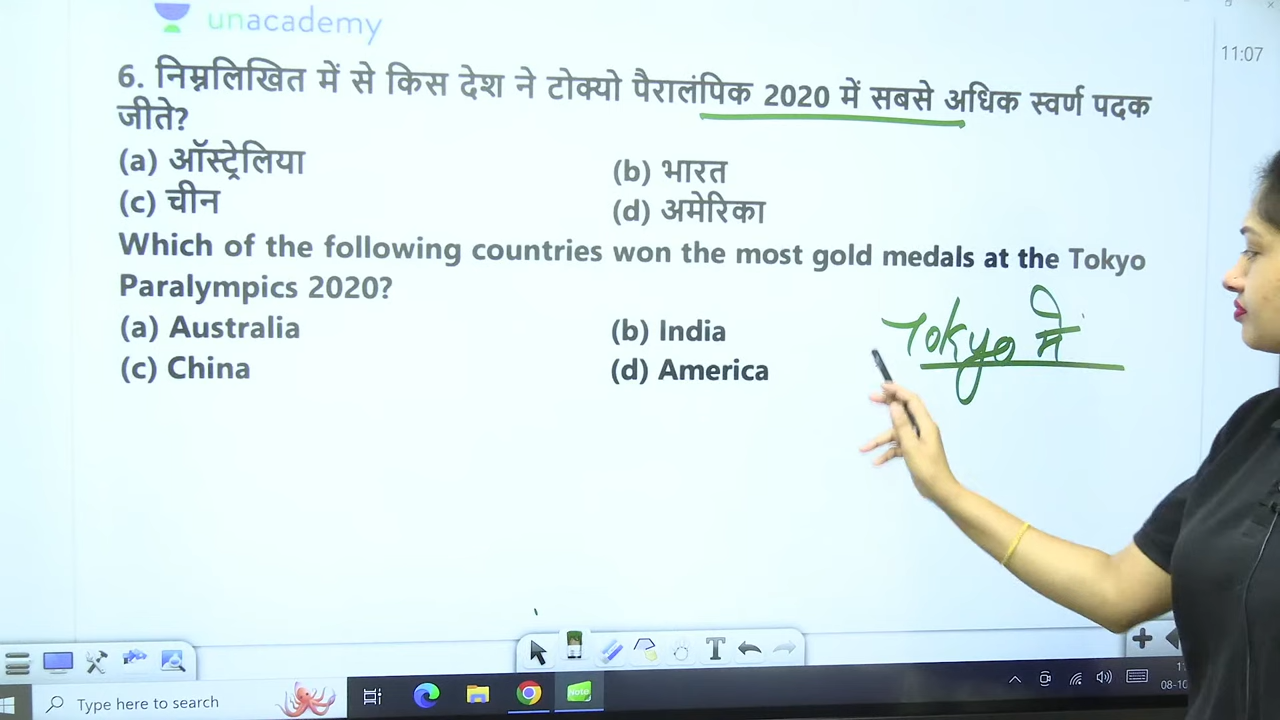 unacademy
11:07
6. निम्नलिखित में से किस देश ने टोक्यो पैरालंपिक 2020 में सबसे अधिक स्वर्ण पदक
जीते?
(a) ऑस्ट्रेलिया (b) भारत
(c) चीन (d) अमेरिका
Which of the following countries won the most gold medals at the Tokyo
Paralympics 2020?
(a) Australia (b) India
(c) China (d) America
Tokyo में
T
Type here to search
Note
08-10